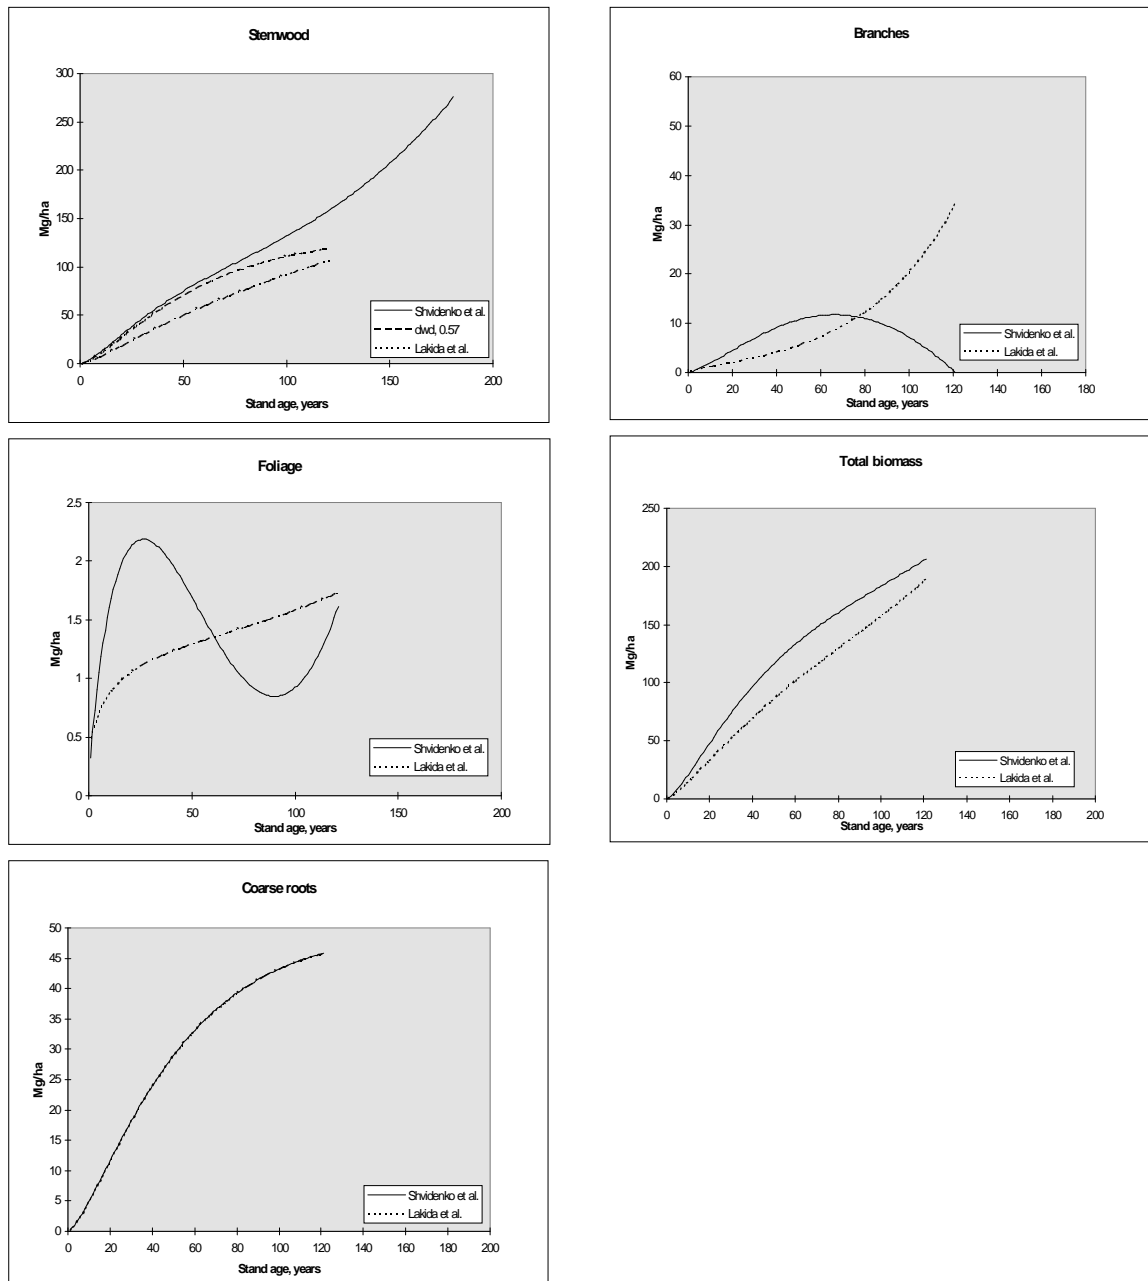 Stemwood
300
250
200
150
100
50
0
Mg/ha
0 50 100 150 200
Stand age, years
Shvidenko et al.
dwd, 0.57
Lakida et al.
Branches
60
50
40
30
20
10
0
Mg/ha
0 20 40 60 80 100 120 140 160 180
Stand age, years
Shvidenko et al.
Lakida et al.
Foliage
2.5
2
1.5
1
0.5
0
Mg/ha
0 50 100 150 200
Stand age, years
Shvidenko et al.
Lakida et al.
Total biomass
250
200
150
100
50
0
Mg/ha
0 20 40 60 80 100 120 140 160 180 200
Stand age, years
Shvidenko et al.
Lakida et al.
Coarse roots
50
45
40
35
30
25
20
15
10
5
0
Mg/ha
0 20 40 60 80 100 120 140 160 180 200
Stand age, years
Shvidenko et al.
Lakida et al.